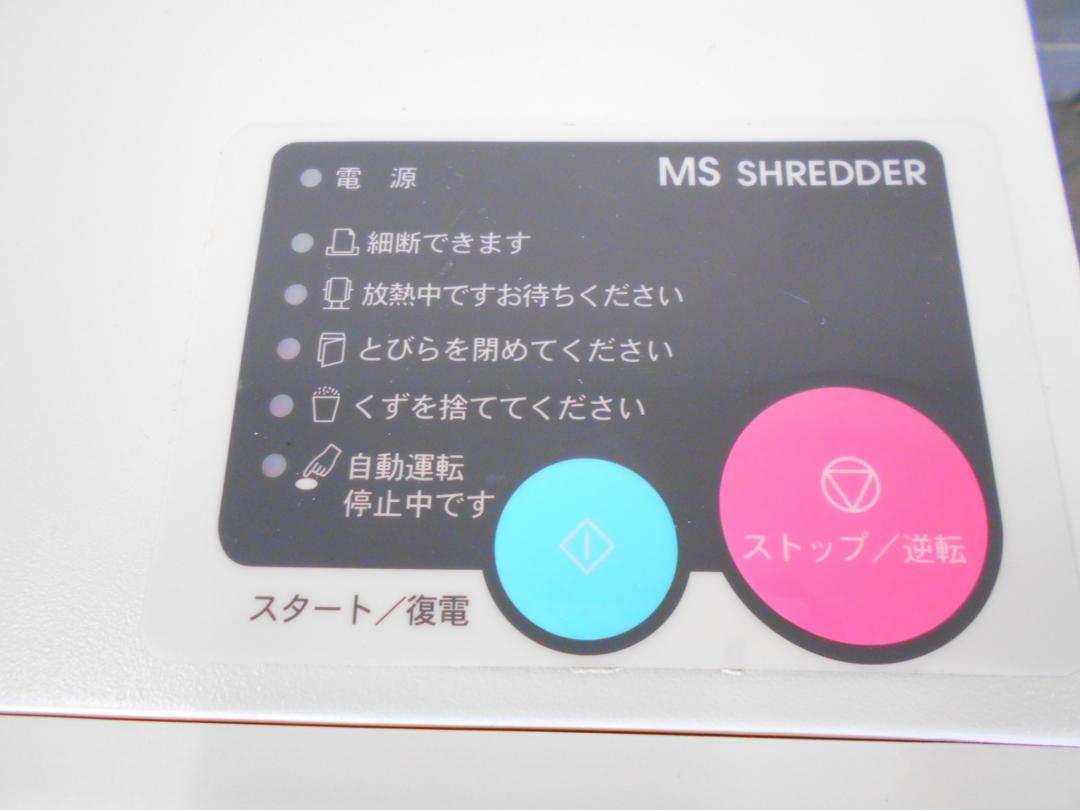 電 源
MS SHREDDER
細断できます
放熱中ですお待ちください
とびらを閉めてください
くずを捨ててください
自動運転
停止中です
ストップ／逆転
スタート／復電